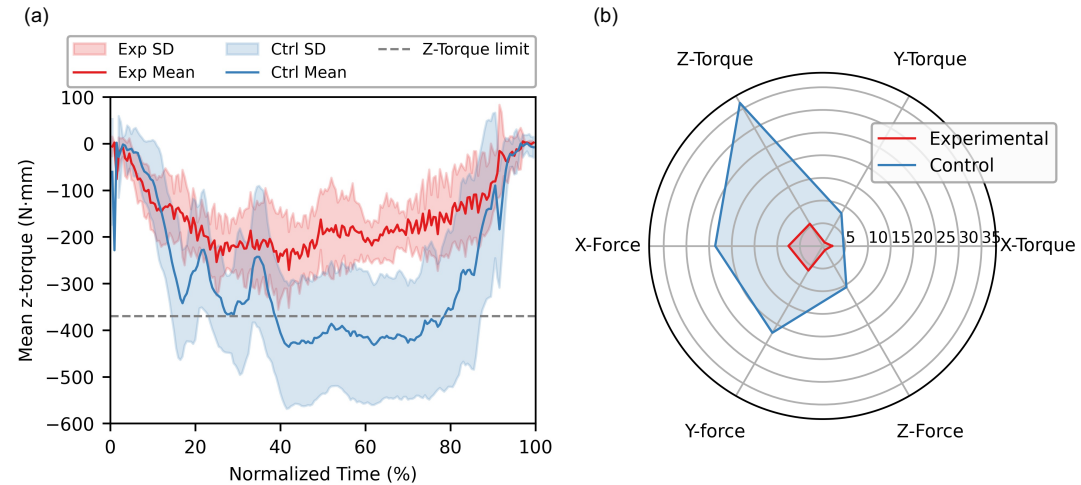 (a)
(b)
Exp SD
Ctrl SD
Z-Torque limit
Exp Mean
Ctrl Mean
100
0
−100
−200
−300
−400
−500
−600
Mean z-torque (N·mm)
0 20 40 60 80 100
Normalized Time (%)
Z-Torque
Y-Torque
Experimental
Control
X-Force
5 10 15 20 25 30 35
X-Torque
Y-force
Z-Force